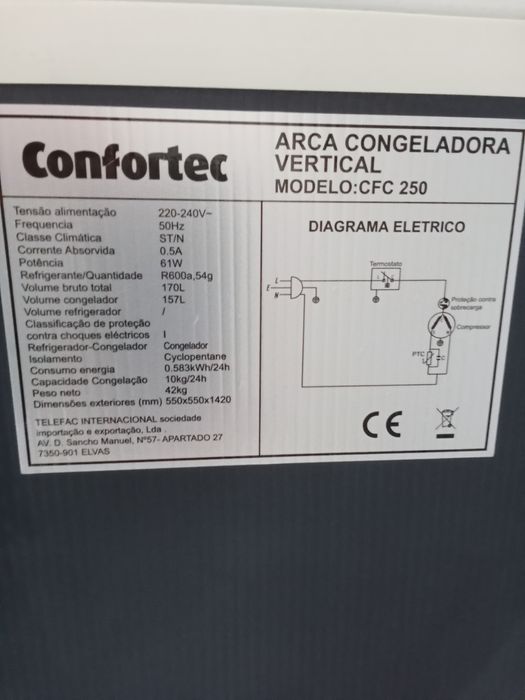 Confortec
ARCA CONGELADORA
VERTICAL
MODELO:CFC 250
Tensão alimentação 220-240V~
Frequencia 50Hz
Classe Climática ST/N
Corrente Absorvida 0.5A
Potência 61W
Refrigerante/Quantidade R600a,54g
Volume bruto total 170L
Volume congelador 157L
Volume refrigerador /
Classificação de proteção
contra choques eléctricos I
Refrigerador-Congelador Congelador
Isolamento Cyclopentane
Consumo energia 0.583kWh/24h
Capacidade Congelação 10kg/24h
Peso neto 42kg
Dimensões exteriores (mm) 550x550x1420
TELEFAC INTERNACIONAL sociedade
importação e exportação, Lda.
AV. D. Sancho Manuel, Nº57- APARTADO 27
7350-901 ELVAS
DIAGRAMA ELETRICO
Termostato
L
E
N
Proteção contra
sobrecarga
Compressor
PTC
C
CE